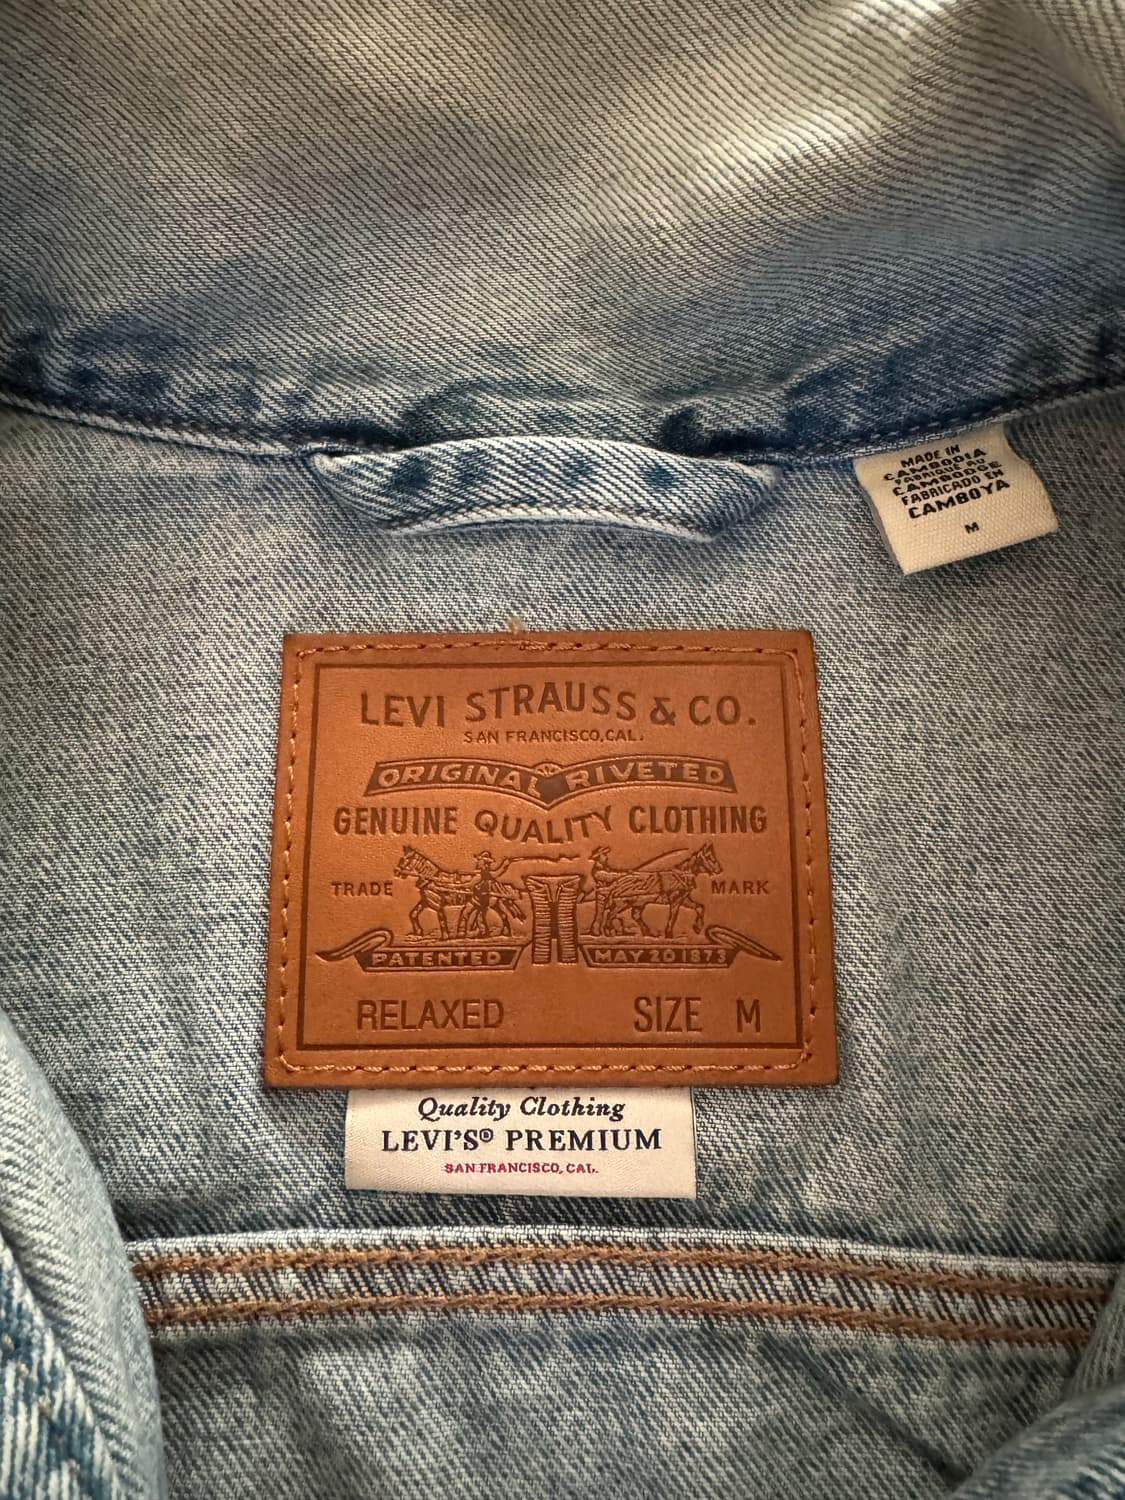 MADE IN
CAMBODIA
FABRIQUÉ AU
CAMBODGE
FABRICADO EN
CAMBOYA
M
LEVI STRAUSS & CO.
SAN FRANCISCO, CAL.
ORIGINAL RIVETED
GENUINE QUALITY CLOTHING
TRADE MARK
PATENTED MAY 20 1873
RELAXED SIZE M
Quality Clothing
LEVI'S® PREMIUM
SAN FRANCISCO, CAL.